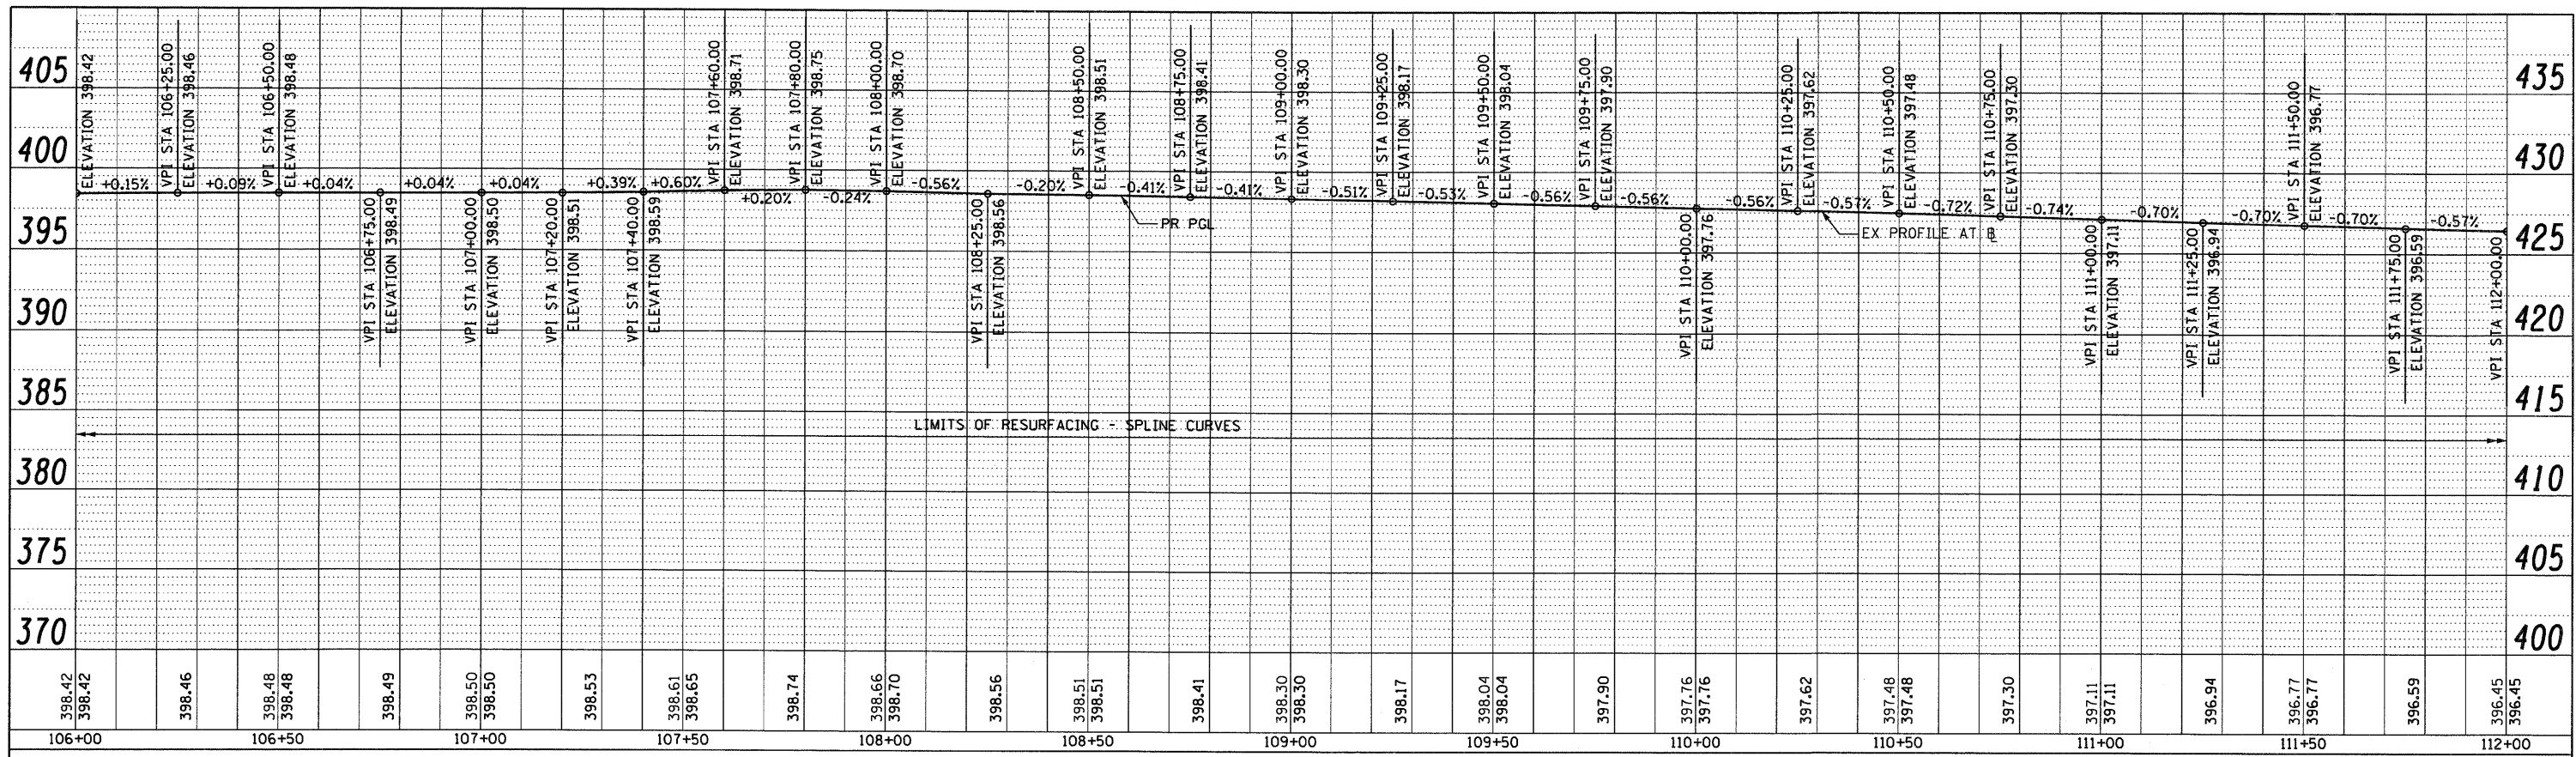 405
400
395
390
385
380
375
370
435
430
425
420
415
410
405
400
ELEVATION 398.42
VPI STA 106+25.00
ELEVATION 398.46
VPI STA 106+50.00
ELEVATION 398.48
VPI STA 106+75.00
ELEVATION 398.49
VPI STA 107+00.00
ELEVATION 398.50
VPI STA 107+20.00
ELEVATION 398.51
VPI STA 107+40.00
ELEVATION 398.59
VPI STA 107+60.00
ELEVATION 398.71
VPI STA 107+80.00
ELEVATION 398.75
VPI STA 108+00.00
ELEVATION 398.70
VPI STA 108+25.00
ELEVATION 398.56
VPI STA 108+50.00
ELEVATION 398.51
VPI STA 108+75.00
ELEVATION 398.41
VPI STA 109+00.00
ELEVATION 398.30
VPI STA 109+25.00
ELEVATION 398.17
VPI STA 109+50.00
ELEVATION 398.04
VPI STA 109+75.00
ELEVATION 397.90
VPI STA 110+00.00
ELEVATION 397.76
VPI STA 110+25.00
ELEVATION 397.62
VPI STA 110+50.00
ELEVATION 397.48
VPI STA 110+75.00
ELEVATION 397.30
VPI STA 111+00.00
ELEVATION 397.11
VPI STA 111+25.00
ELEVATION 396.94
VPI STA 111+50.00
ELEVATION 396.77
VPI STA 111+75.00
ELEVATION 396.59
VPI STA 112+00.00
+0.15%
+0.09%
+0.04%
+0.04%
+0.04%
+0.39%
+0.60%
+0.20%
-0.24%
-0.56%
-0.20%
-0.41%
-0.41%
-0.51%
-0.53%
-0.56%
-0.56%
-0.56%
-0.57%
-0.72%
-0.74%
-0.70%
-0.70%
-0.70%
-0.57%
PR PGL
EX PROFILE AT BL
LIMITS OF RESURFACING - SPLINE CURVES
398.42
398.42
398.46
398.48
398.48
398.49
398.50
398.50
398.53
398.61
398.65
398.74
398.66
398.70
398.56
398.51
398.51
398.41
398.30
398.30
398.17
398.04
398.04
397.90
397.76
397.76
397.62
397.48
397.48
397.30
397.11
397.11
396.94
396.77
396.77
396.59
396.45
396.45
106+00
106+50
107+00
107+50
108+00
108+50
109+00
109+50
110+00
110+50
111+00
111+50
112+00